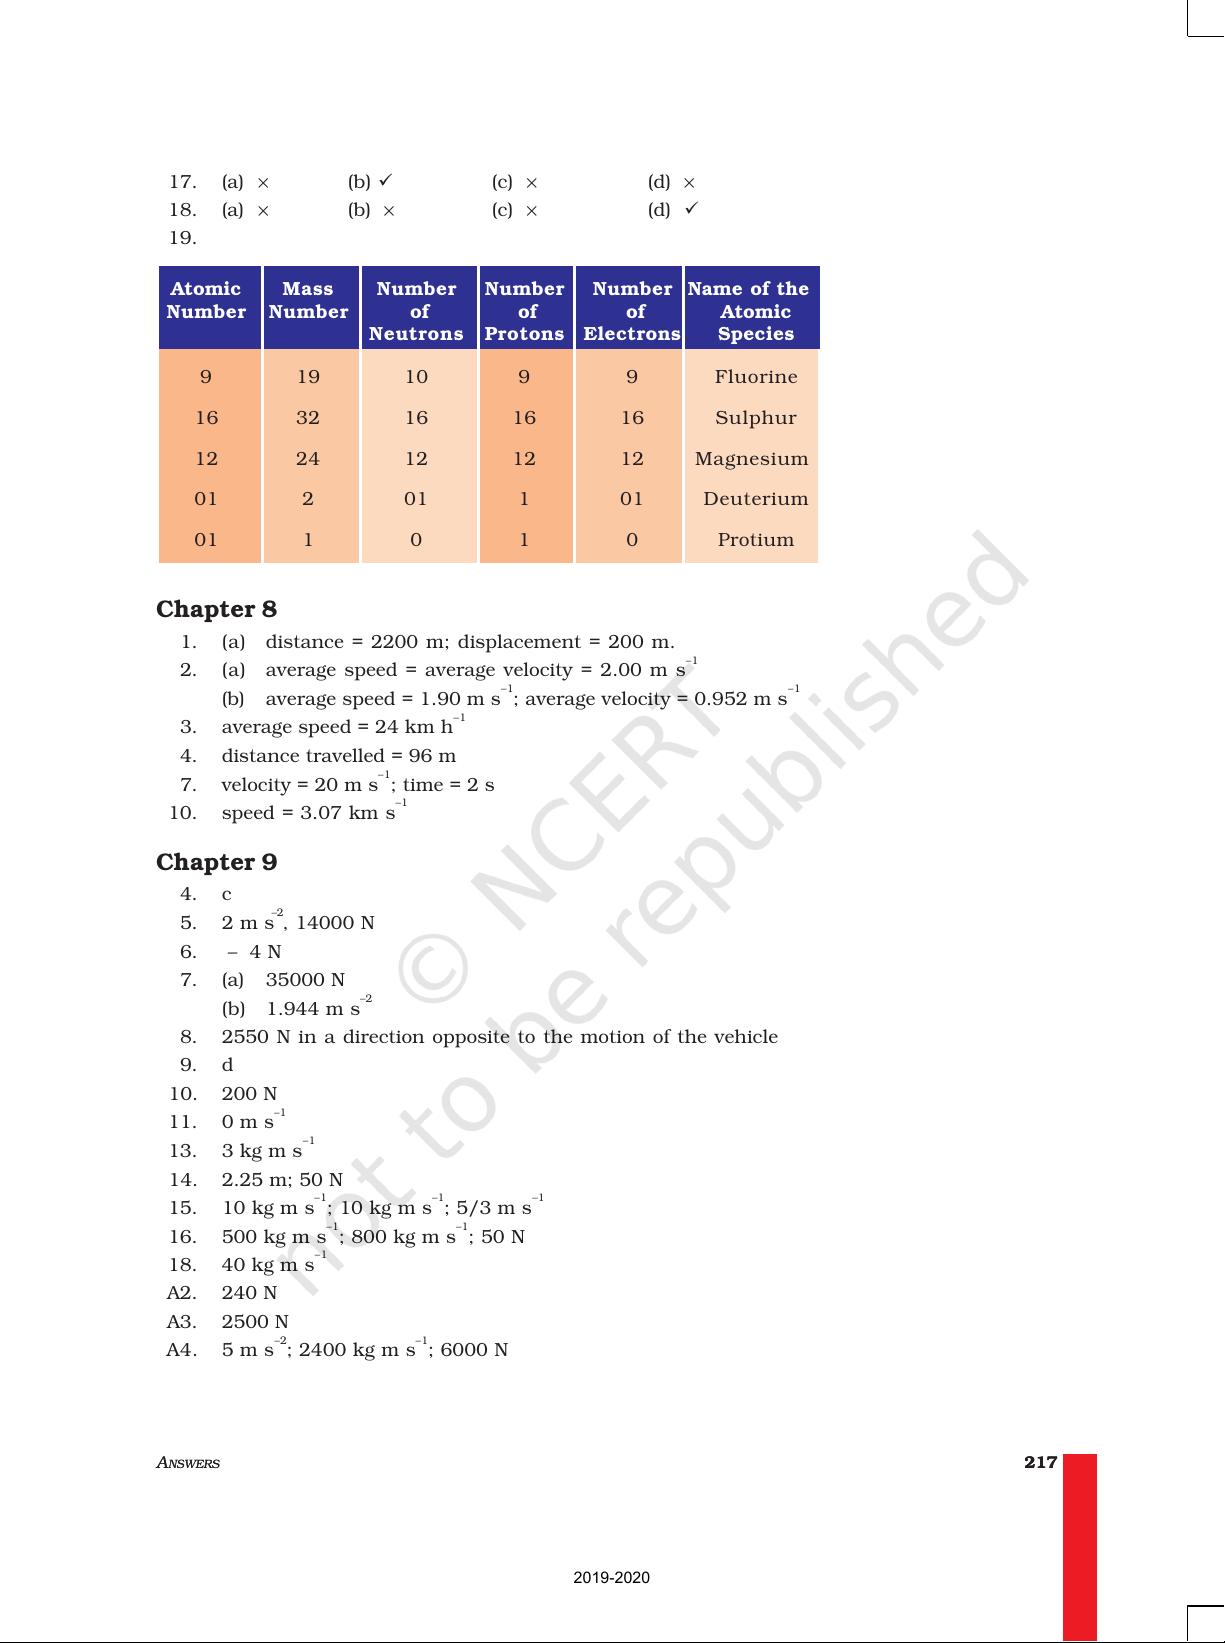 17. (a) × (b) ✓ (c) × (d) ×
18. (a) × (b) × (c) × (d) ✓
19.
Atomic Number | Mass Number | Number of Neutrons | Number of Protons | Number of Electrons | Name of the Atomic Species
9 19 10 9 9 Fluorine
16 32 16 16 16 Sulphur
12 24 12 12 12 Magnesium
01 2 01 1 01 Deuterium
01 1 0 1 0 Protium
Chapter 8
1. (a) distance = 2200 m; displacement = 200 m.
2. (a) average speed = average velocity = 2.00 m s⁻¹
(b) average speed = 1.90 m s⁻¹; average velocity = 0.952 m s⁻¹
3. average speed = 24 km h⁻¹
4. distance travelled = 96 m
7. velocity = 20 m s⁻¹; time = 2 s
10. speed = 3.07 km s⁻¹
Chapter 9
4. c
5. 2 m s⁻², 14000 N
6. – 4 N
7. (a) 35000 N
(b) 1.944 m s⁻²
8. 2550 N in a direction opposite to the motion of the vehicle
9. d
10. 200 N
11. 0 m s⁻¹
13. 3 kg m s⁻¹
14. 2.25 m; 50 N
15. 10 kg m s⁻¹; 10 kg m s⁻¹; 5/3 m s⁻¹
16. 500 kg m s⁻¹; 800 kg m s⁻¹; 50 N
18. 40 kg m s⁻¹
A2. 240 N
A3. 2500 N
A4. 5 m s⁻²; 2400 kg m s⁻¹; 6000 N
© NCERT
not to be republished
ANSWERS 217
2019-2020